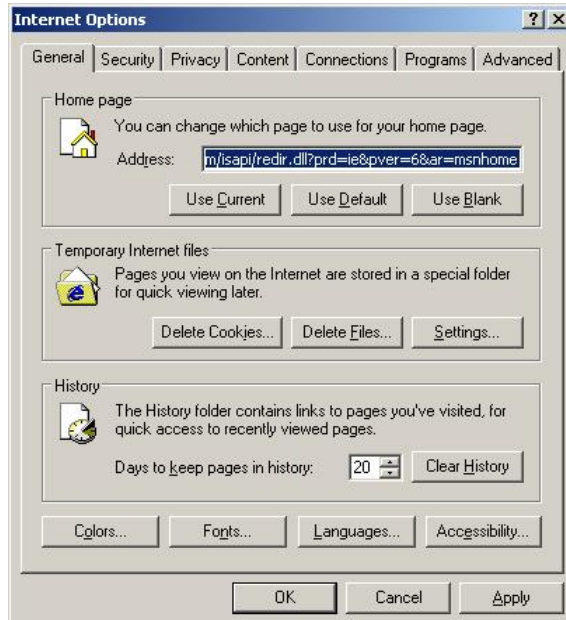 Internet Options
General Security Privacy Content Connections Programs Advanced
Home page
You can change which page to use for your home page.
Address: m/isapi/redir.dll?prd=ie&pver=6&ar=msnhome
Use Current Use Default Use Blank
Temporary Internet files
Pages you view on the Internet are stored in a special folder
for quick viewing later.
Delete Cookies... Delete Files... Settings...
History
The History folder contains links to pages you've visited, for
quick access to recently viewed pages.
Days to keep pages in history: 20 Clear History
Colors... Fonts... Languages... Accessibility...
OK Cancel Apply